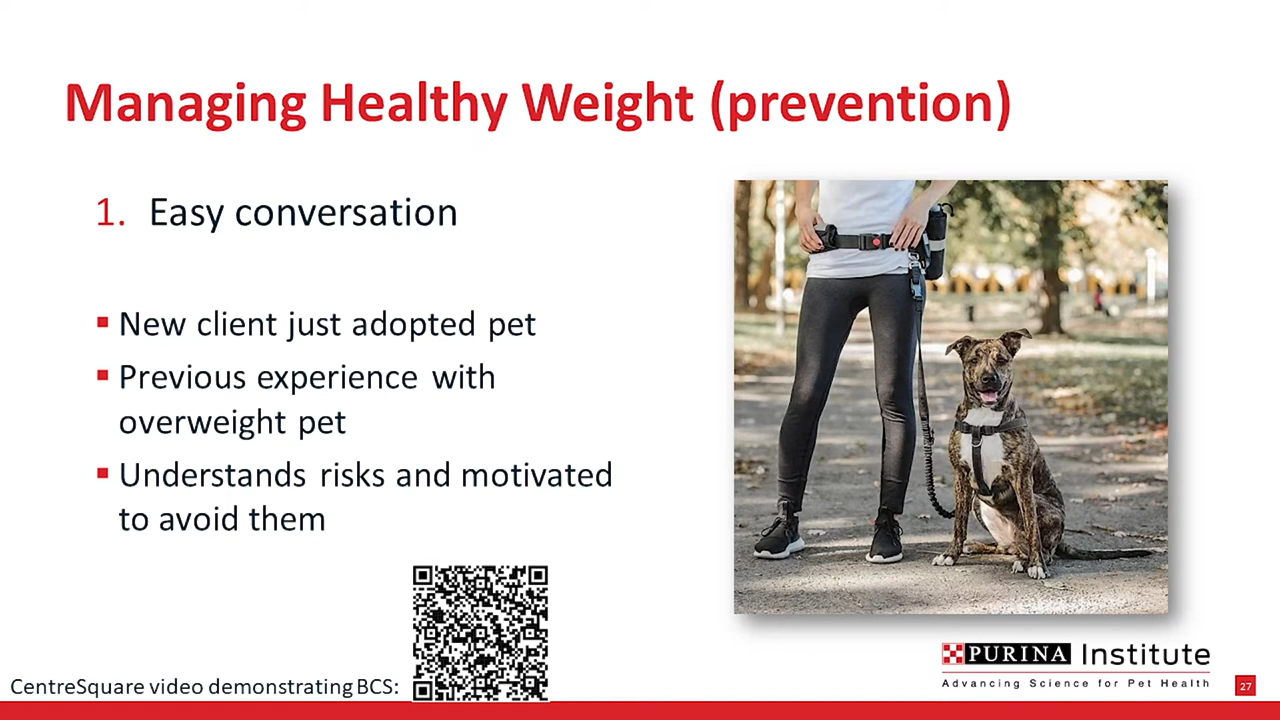 Managing Healthy Weight (prevention)
1. Easy conversation
▪ New client just adopted pet
▪ Previous experience with
overweight pet
▪ Understands risks and motivated
to avoid them
CentreSquare video demonstrating BCS:
PURINA Institute
Advancing Science for Pet Health
27